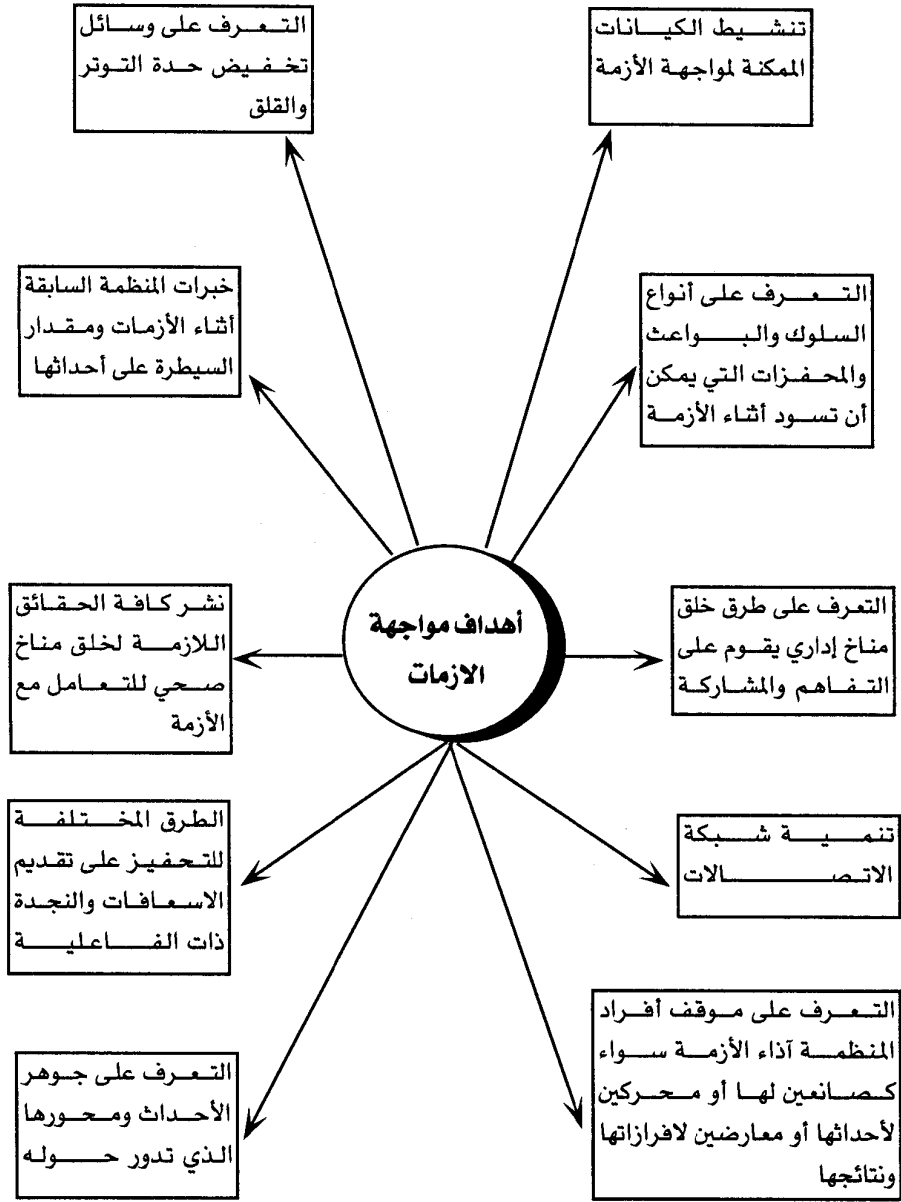 تنشيط الكيانات
الممكنة لمواجهة الأزمة
التعرف على وسائل
تخفيض حدة التوتر
والقلق
التعرف على أنواع
السلوك والبواعث
والمحفزات التي يمكن
أن تسود أثناء الأزمة
خبرات المنظمة السابقة
أثناء الأزمات ومقدار
السيطرة على أحداثها
أهداف مواجهة
الازمات
التعرف على طرق خلق
مناخ إداري يقوم على
التفاهم والمشاركة
نشر كافة الحقائق
اللازمة لخلق مناخ
صحي للتعامل مع
الأزمة
تنمية شبكة
الاتصالات
الطرق المختلفة
للتحفيز على تقديم
الاسعافات والنجدة
ذات الفاعلية
التعرف على موقف أفراد
المنظمة آذاء الأزمة سواء
كصانعين لها أو محركين
لأحداثها أو معارضين لافرازاتها
ونتائجها
التعرف على جوهر
الأحداث ومحورها
الذي تدور حوله